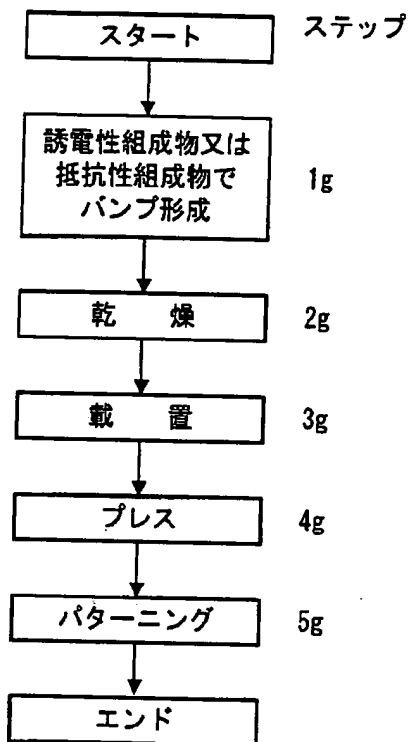 スタート ステップ
誘電性組成物又は
抵抗性組成物で 1g
バンプ形成
乾 燥 2g
載 置 3g
プレス 4g
パターニング 5g
エンド